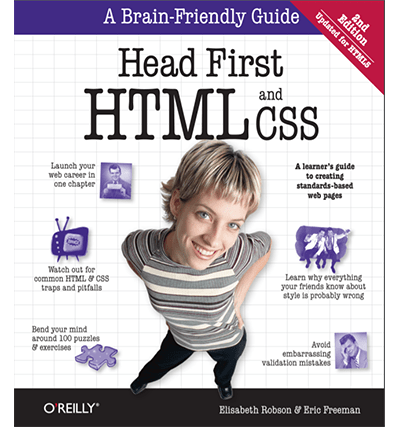 A Brain-Friendly Guide
2nd Edition
Updated for HTML5
Head First
HTML and CSS
Launch your
web career in
one chapter
A learner's guide
to creating
standards-based
web pages
Watch out for
common HTML & CSS
traps and pitfalls
Learn why everything
your friends know about
style is probably wrong
Bend your mind
around 100 puzzles
& exercises
Avoid
embarrassing
validation mistakes
O'REILLY®
Elisabeth Robson & Eric Freeman